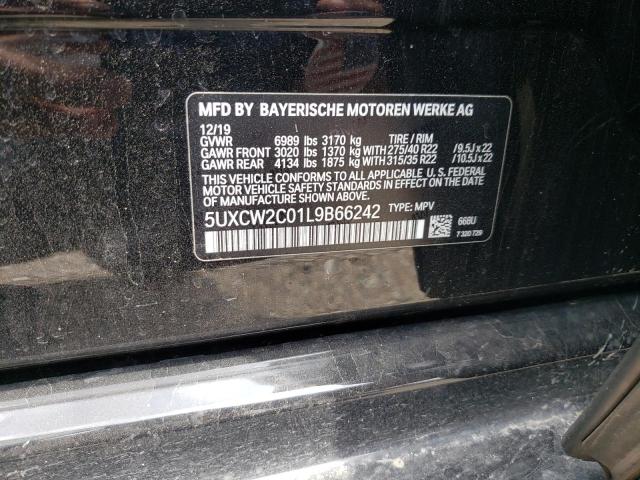 MFD BY BAYERISCHE MOTOREN WERKE AG
12/19
GVWR 6989 lbs 3170 kg TIRE / RIM
GAWR FRONT 3020 lbs 1370 kg WITH 275/40 R22 /9.5J x 22
GAWR REAR 4134 lbs 1875 kg WITH 315/35 R22 /10.5J x 22
THIS VEHICLE CONFORMS TO ALL APPLICABLE U. S. FEDERAL
MOTOR VEHICLE SAFETY STANDARDS IN EFFECT ON THE DATE OF
MANUFACTURE SHOWN ABOVE.
5UXCW2C01L9B66242 TYPE: MPV
668U
7 320 729